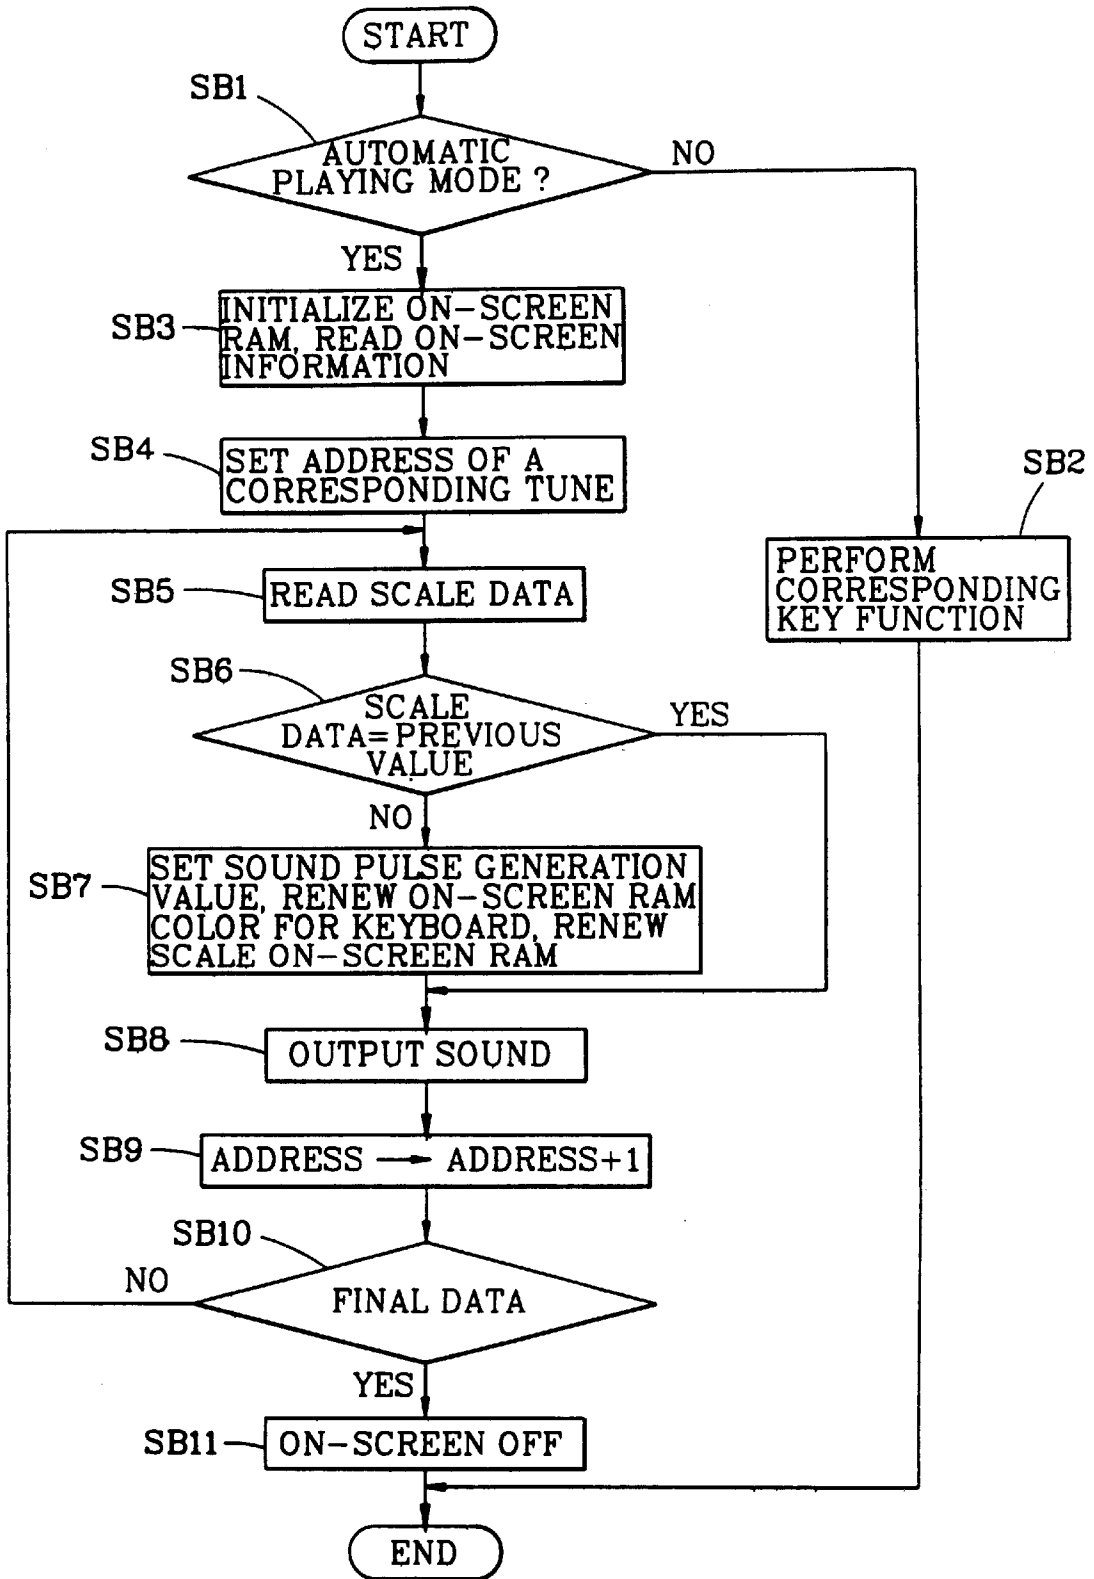 START
SB1
AUTOMATIC
PLAYING MODE ?
NO
YES
SB3
INITIALIZE ON-SCREEN
RAM, READ ON-SCREEN
INFORMATION
SB4
SET ADDRESS OF A
CORRESPONDING TUNE
SB2
PERFORM
CORRESPONDING
KEY FUNCTION
SB5
READ SCALE DATA
SB6
SCALE
DATA=PREVIOUS
VALUE
YES
NO
SB7
SET SOUND PULSE GENERATION
VALUE, RENEW ON-SCREEN RAM
COLOR FOR KEYBOARD, RENEW
SCALE ON-SCREEN RAM
SB8
OUTPUT SOUND
SB9
ADDRESS → ADDRESS+1
SB10
NO
FINAL DATA
YES
SB11
ON-SCREEN OFF
END